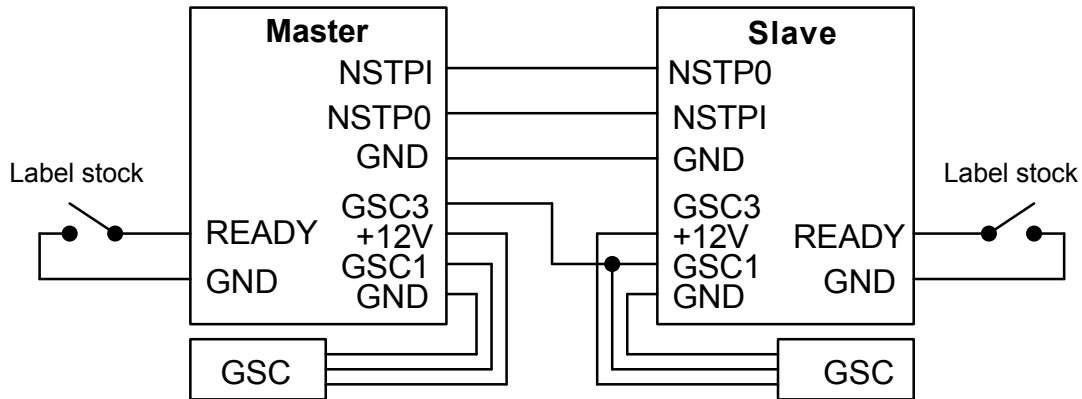 Master
NSTPI
NSTP0
GND
GSC3
+12V
GSC1
GND
Label stock
READY
GND
GSC
Slave
NSTP0
NSTPI
GND
GSC3
+12V
GSC1
GND
READY
GND
Label stock
GSC